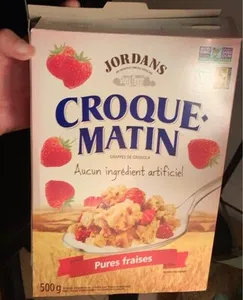 JORDANS
CROQUE•
MATIN
GRAPPES DE GRANOLA
Aucun ingrédient artificiel
Pures fraises
500g